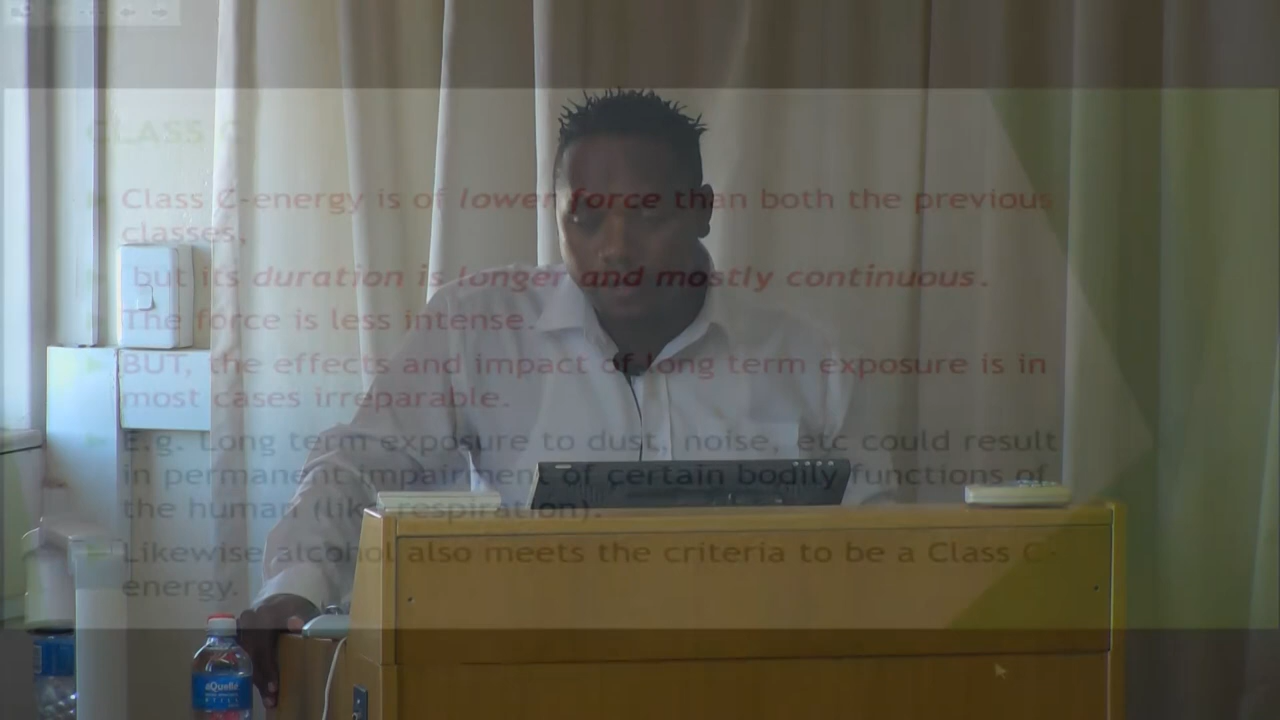 CLASS C
Class C-energy is of lower force than both the previous
classes,
but its duration is longer and mostly continuous.
The force is less intense.
BUT, the effects and impact of long term exposure is in
most cases irreparable.
E.g. Long term exposure to dust, noise, etc could result
in permanent impairment of certain bodily functions of
the human (like respiration).
Likewise alcohol also meets the criteria to be a Class C-
energy.
aQuellé